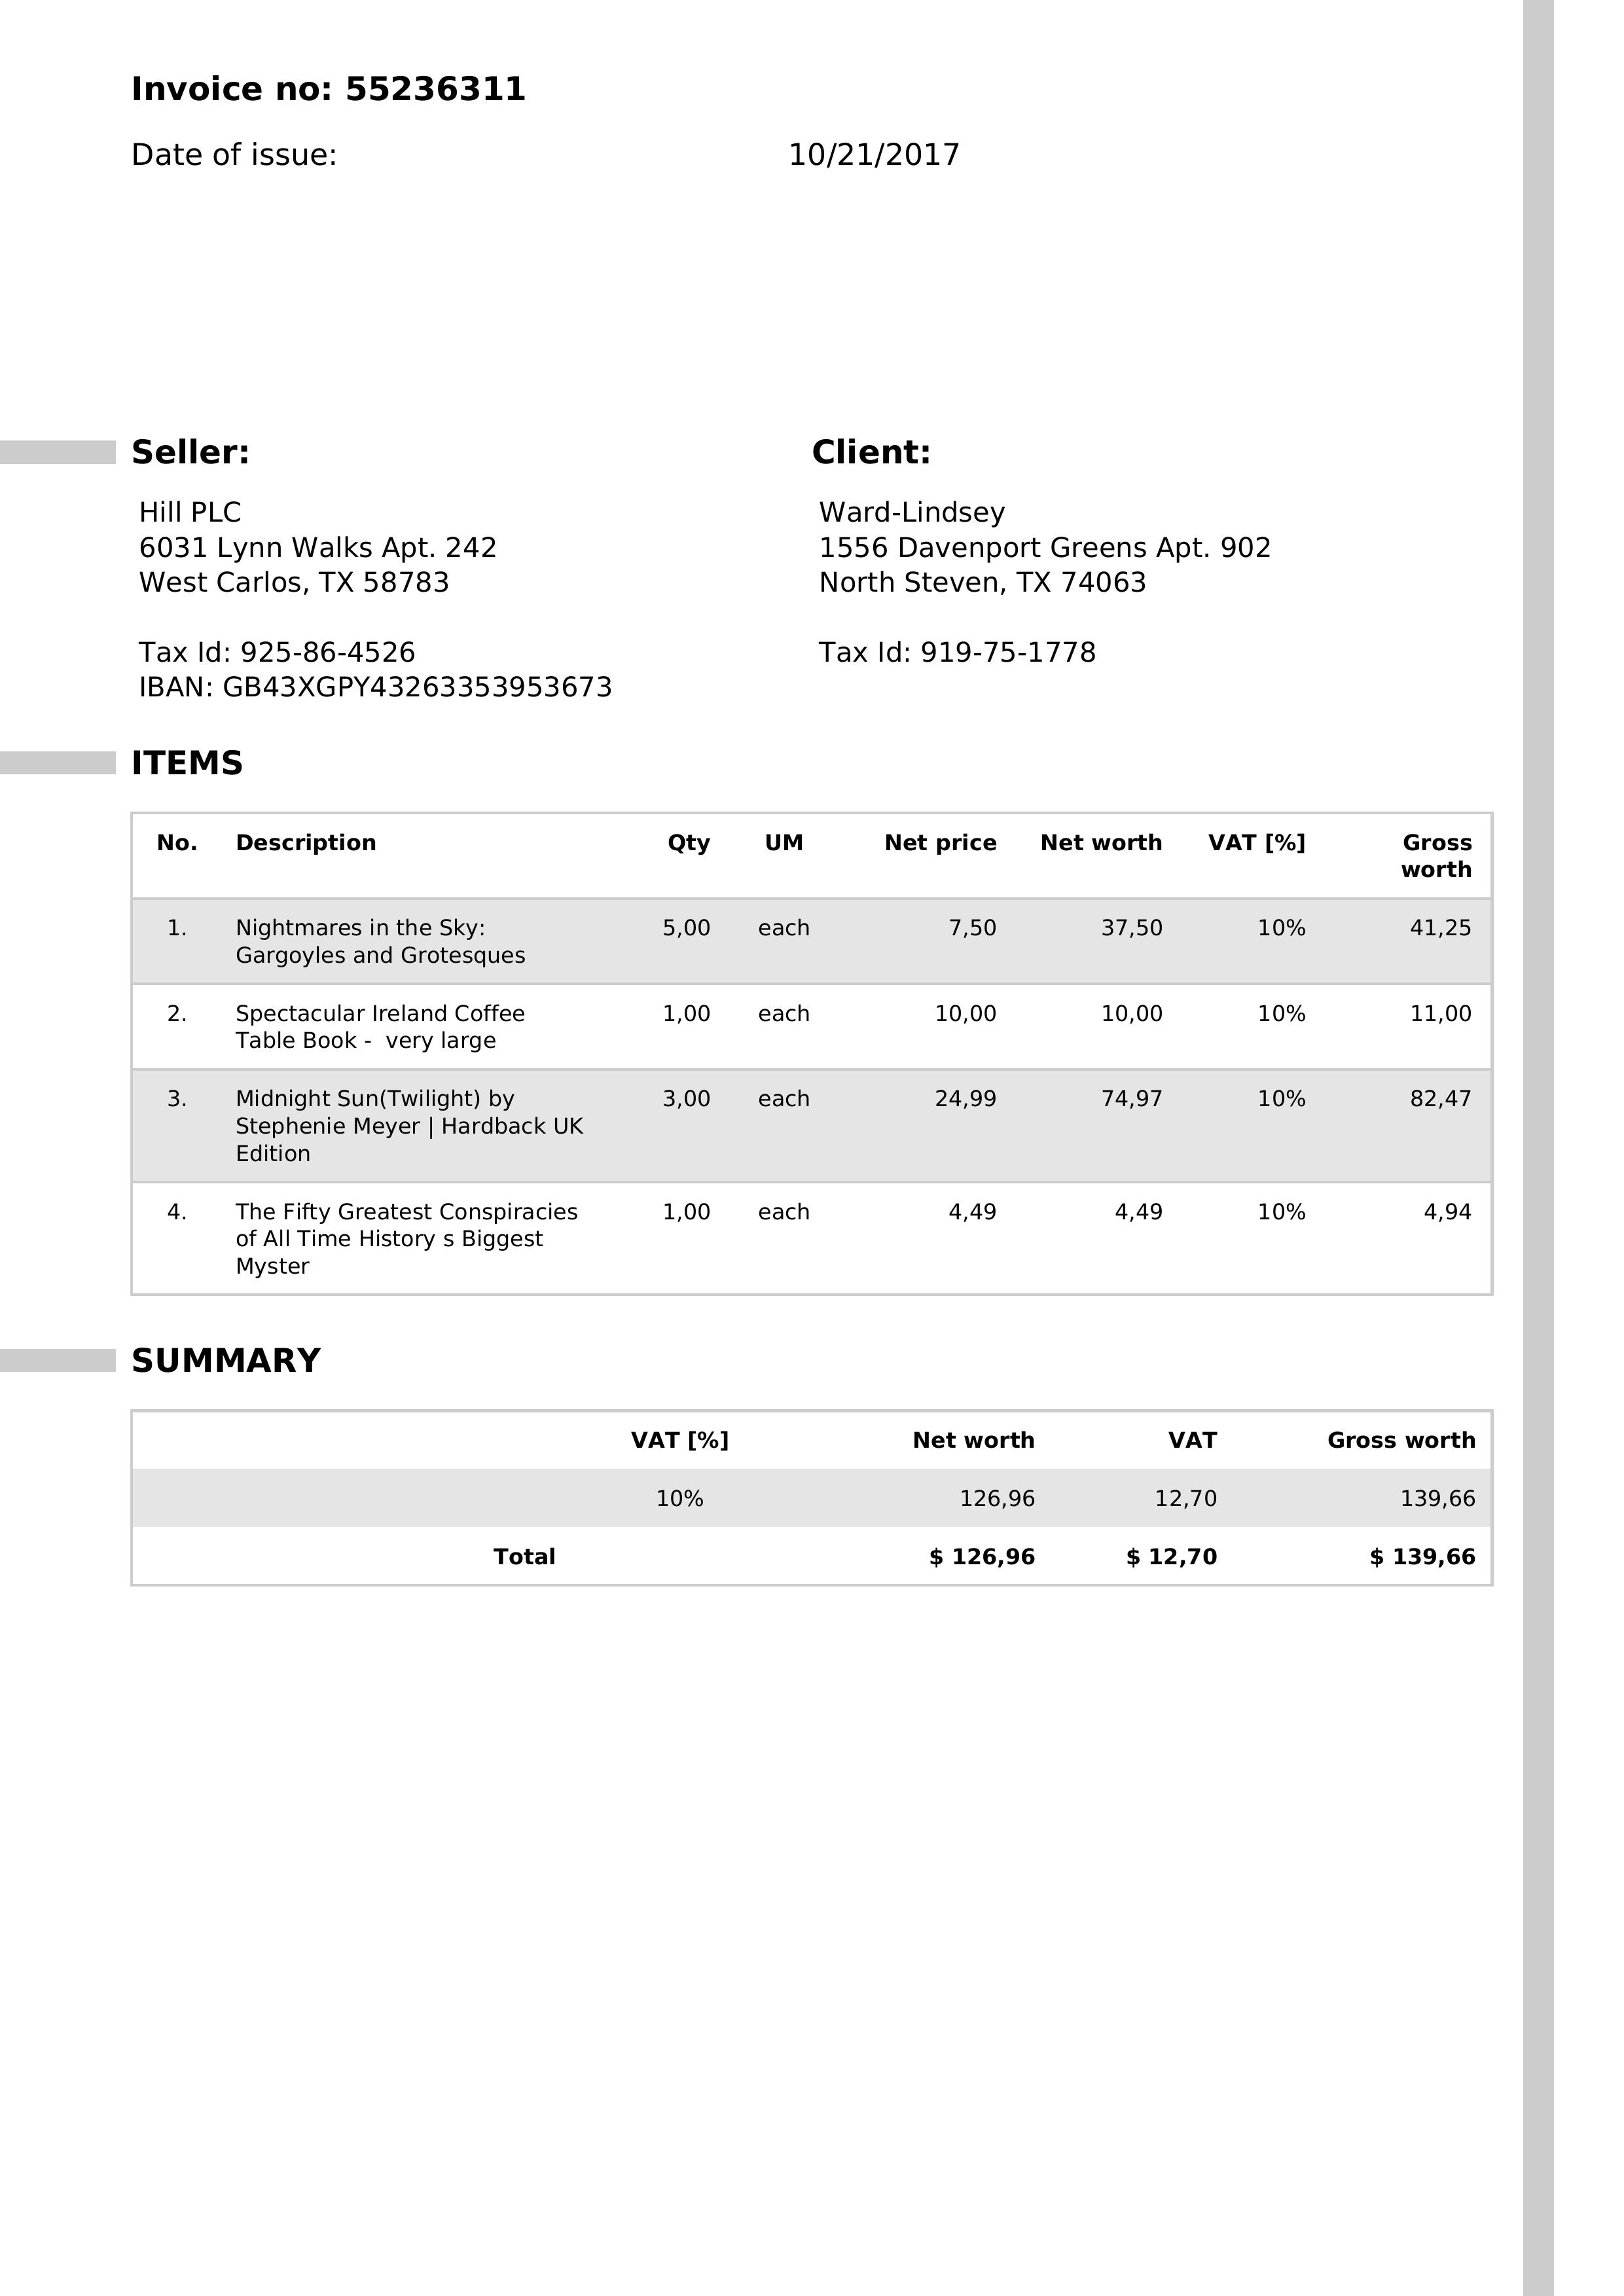 Invoice no: 55236311
Date of issue: 10/21/2017
Seller: Client:
Hill PLC Ward-Lindsey
6031 Lynn Walks Apt. 242 1556 Davenport Greens Apt. 902
West Carlos, TX 58783 North Steven, TX 74063
Tax Id: 925-86-4526 Tax Id: 919-75-1778
IBAN: GB43XGPY43263353953673
ITEMS
No. Description Qty UM Net price Net worth VAT [%] Gross
worth
1. Nightmares in the Sky: 5,00 each 7,50 37,50 10% 41,25
Gargoyles and Grotesques
2. Spectacular Ireland Coffee 1,00 each 10,00 10,00 10% 11,00
Table Book -  very large
3. Midnight Sun(Twilight) by 3,00 each 24,99 74,97 10% 82,47
Stephenie Meyer | Hardback UK
Edition
4. The Fifty Greatest Conspiracies 1,00 each 4,49 4,49 10% 4,94
of All Time History s Biggest
Myster
SUMMARY
VAT [%] Net worth VAT Gross worth
10% 126,96 12,70 139,66
Total $ 126,96 $ 12,70 $ 139,66